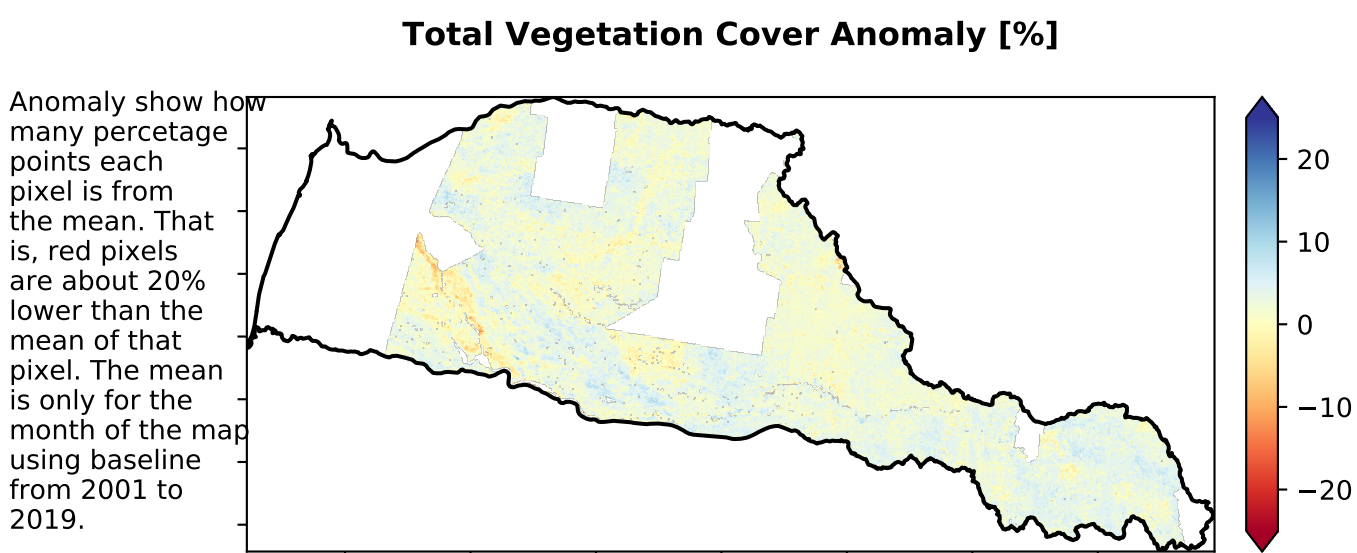 Total Vegetation Cover Anomaly [%]
Anomaly show how
many percetage
points each
pixel is from
the mean. That
is, red pixels
are about 20%
lower than the
mean of that
pixel. The mean
is only for the
month of the map
using baseline
from 2001 to
2019.
20
10
0
−10
−20